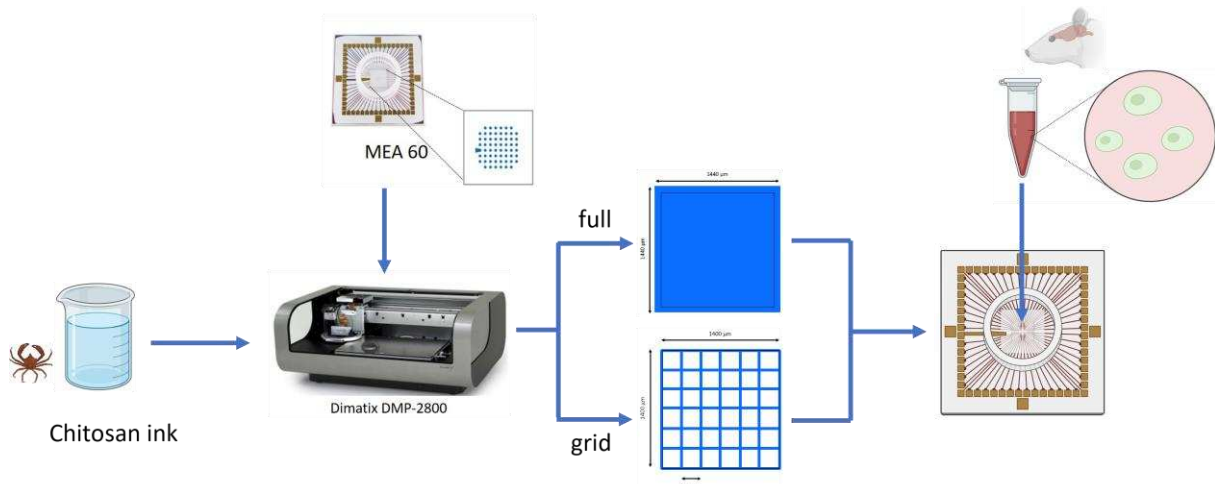 MEA 60
1440 µm
full
1440 µm
1400 µm
Dimatix DMP-2800
1400 µm
Chitosan ink
grid